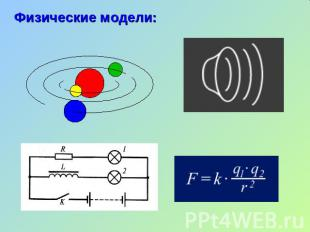 Физические модели:
R
1
L
2
K
F = k · q₁ · q₂ / r²
PPt4WEB.ru